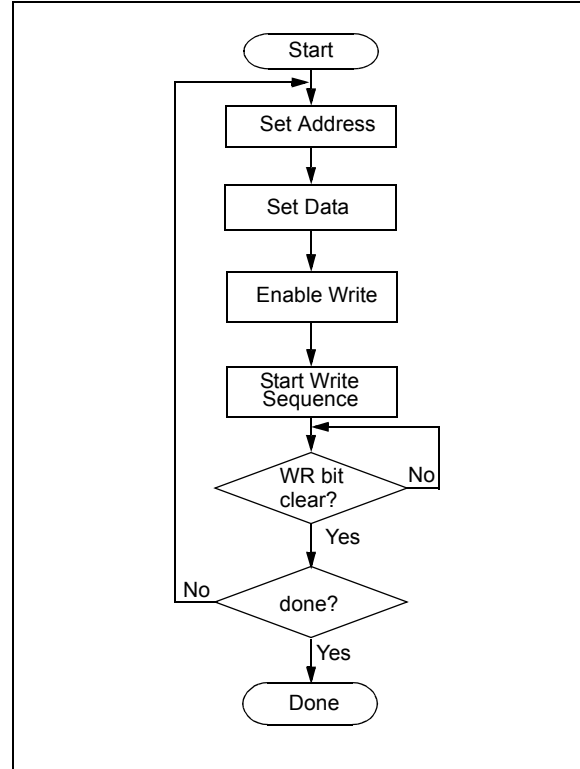 Start
Set Address
Set Data
Enable Write
Start Write
Sequence
WR bit
clear?
No
Yes
No
done?
Yes
Done